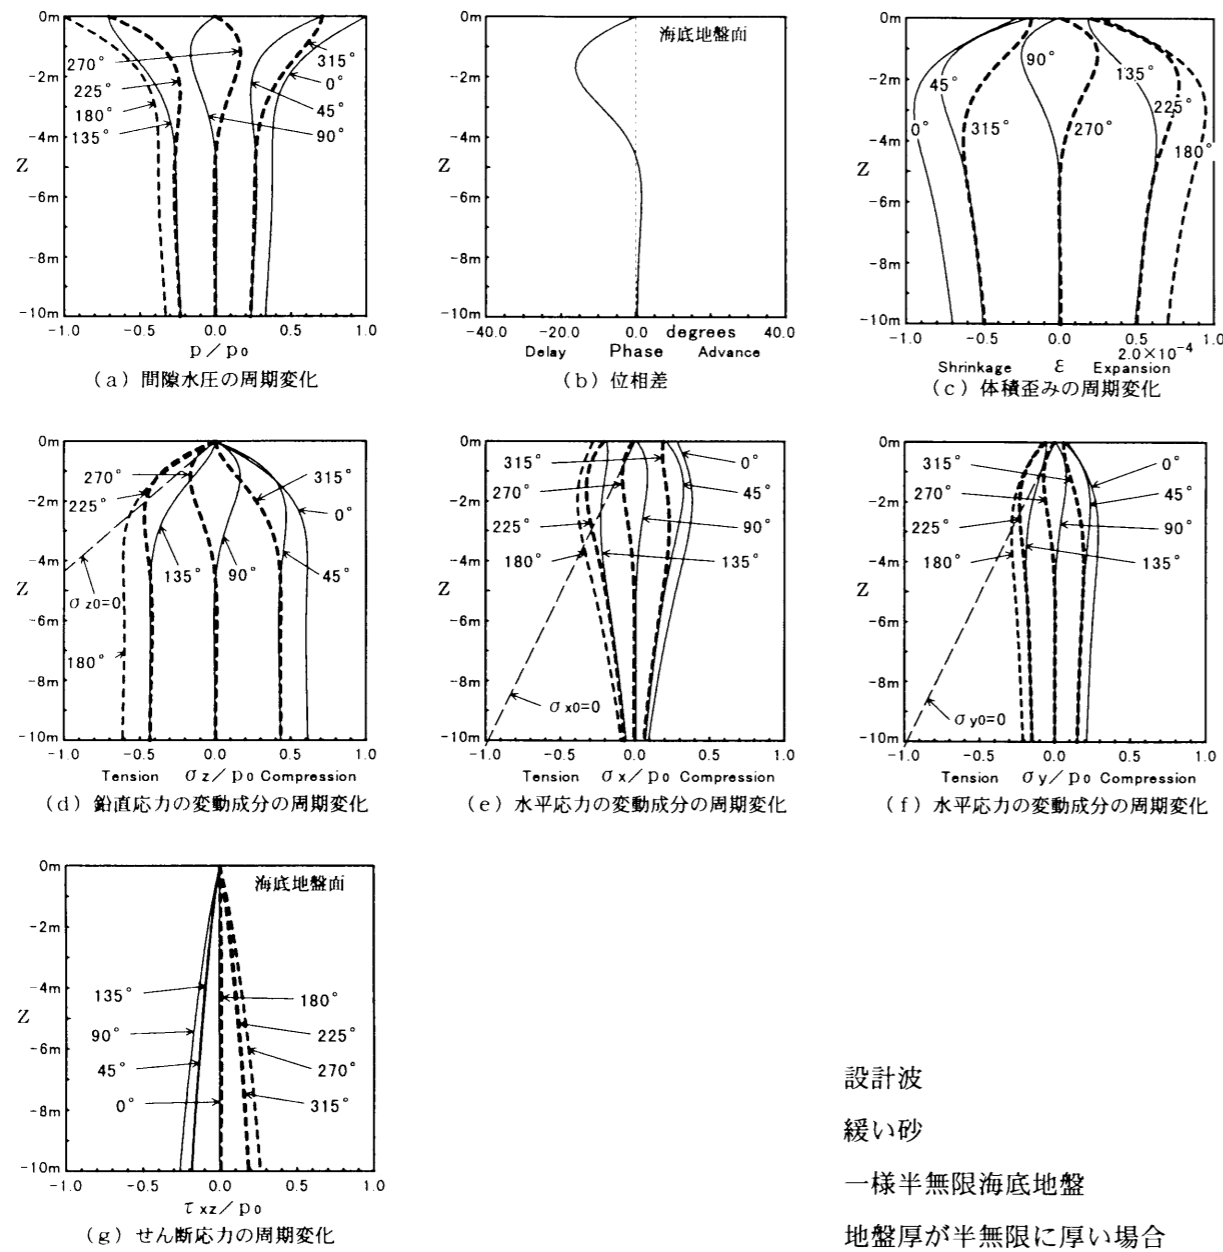 0m
-2m
-4m
Z
-6m
-8m
-10m
270°
225°
180°
135°
315°
0°
45°
90°
-1.0 -0.5 0.0 0.5 1.0
p／p₀
(a) 間隙水圧の周期変化
0m
-2m
-4m
Z
-6m
-8m
-10m
海底地盤面
-40.0 -20.0 0.0 degrees 40.0
Delay Phase Advance
(b) 位相差
0m
-2m
-4m
Z
-6m
-8m
-10m
45°
90°
135°
0°
315°
270°
225°
180°
-1.0 -0.5 0.0 0.5 1.0
2.0×10⁻⁴
Shrinkage ε Expansion
(c) 体積歪みの周期変化
0m
-2m
-4m
Z
-6m
-8m
-10m
270°
225°
315°
0°
135°
90°
45°
σz0=0
180°
-1.0 -0.5 0.0 0.5 1.0
Tension σz／p₀ Compression
(d) 鉛直応力の変動成分の周期変化
0m
-2m
-4m
Z
-6m
-8m
-10m
315°
270°
225°
180°
0°
45°
90°
135°
σx0=0
-1.0 -0.5 0.0 0.5 1.0
Tension σx／p₀ Compression
(e) 水平応力の変動成分の周期変化
0m
-2m
-4m
Z
-6m
-8m
-10m
315°
270°
225°
180°
0°
45°
90°
135°
σy0=0
-1.0 -0.5 0.0 0.5 1.0
Tension σy／p₀ Compression
(f) 水平応力の変動成分の周期変化
0m
-2m
-4m
Z
-6m
-8m
-10m
海底地盤面
135°
90°
45°
0°
180°
225°
270°
315°
-1.0 -0.5 0.0 0.5 1.0
τxz／p₀
(g) せん断応力の周期変化
設計波
緩い砂
一様半無限海底地盤
地盤厚が半無限に厚い場合